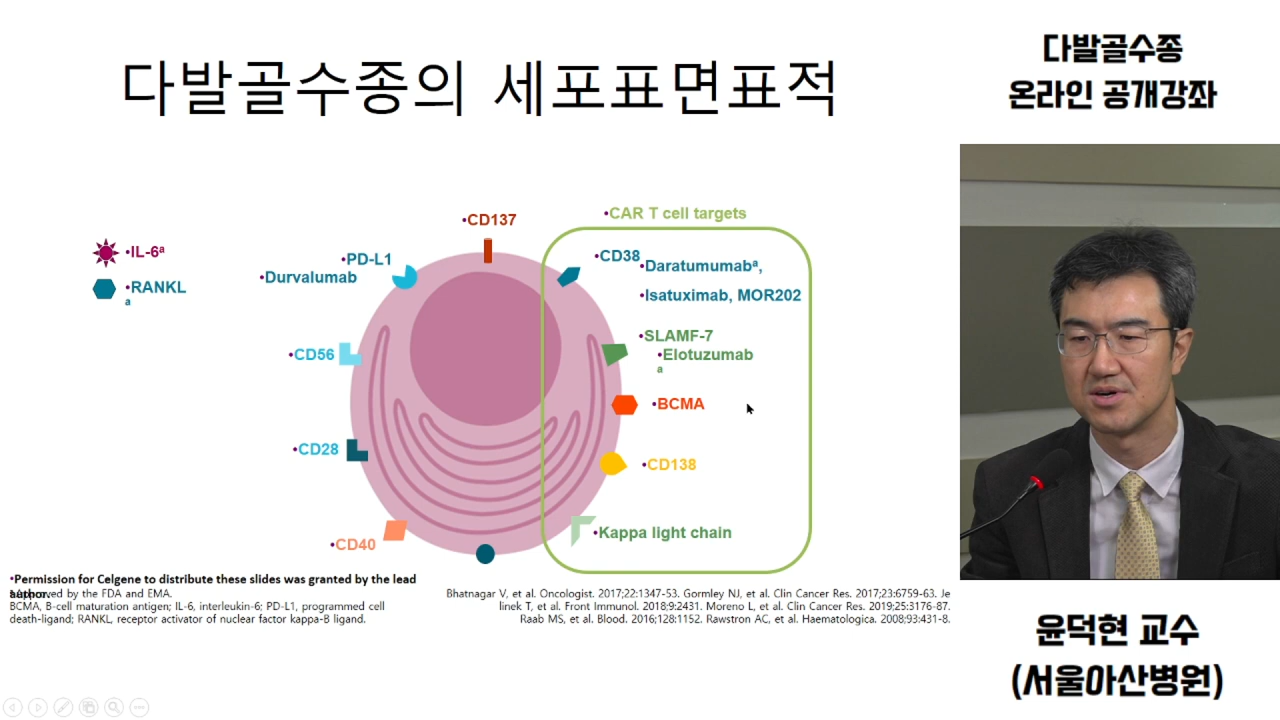 다발골수종의 세포표면표적
다발골수종
온라인 공개강좌
•CD137
•CAR T cell targets
•IL-6ᵃ
•RANKL
a
•PD-L1
•Durvalumab
•CD38
•Daratumumabᵃ,
•Isatuximab, MOR202
•SLAMF-7
•Elotuzumab
a
•CD56
•BCMA
•CD28
•CD138
•CD40
•Kappa light chain
•Permission for Celgene to distribute these slides was granted by the lead
author.
Approved by the FDA and EMA.
BCMA, B-cell maturation antigen; IL-6, interleukin-6; PD-L1, programmed cell
death-ligand; RANKL, receptor activator of nuclear factor kappa-B ligand.
Bhatnagar V, et al. Oncologist. 2017;22:1347-53. Gormley NJ, et al. Clin Cancer Res. 2017;23:6759-63. Je
linek T, et al. Front Immunol. 2018;9:2431. Moreno L, et al. Clin Cancer Res. 2019;25:3176-87.
Raab MS, et al. Blood. 2016;128:1152. Rawstron AC, et al. Haematologica. 2008;93:431-8.
윤덕현 교수
(서울아산병원)